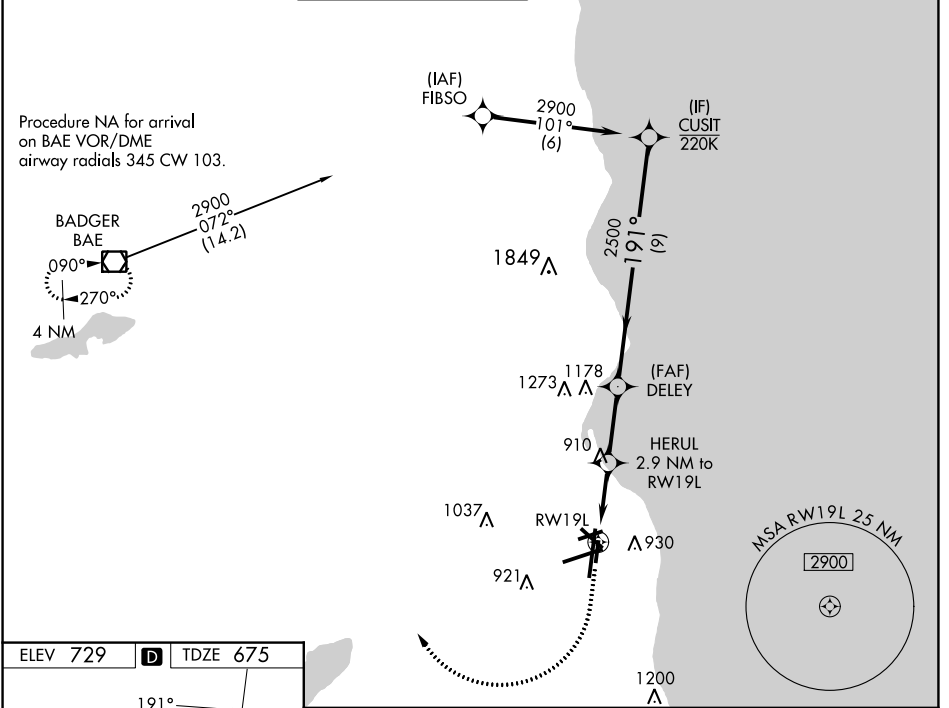 (IAF)
FIBSO
2900
101°
(6)
(IF)
CUSIT
220K
Procedure NA for arrival
on BAE VOR/DME
airway radials 345 CW 103.
2900
072°
(14.2)
BADGER
BAE
090°
270°
4 NM
2500
191°
(9)
1849
1273
1178
(FAF)
DELEY
910
HERUL
2.9 NM to
RW19L
1037
RW19L
930
921
MSA RW19L 25 NM
2900
ELEV 729 D TDZE 675
191°
1200